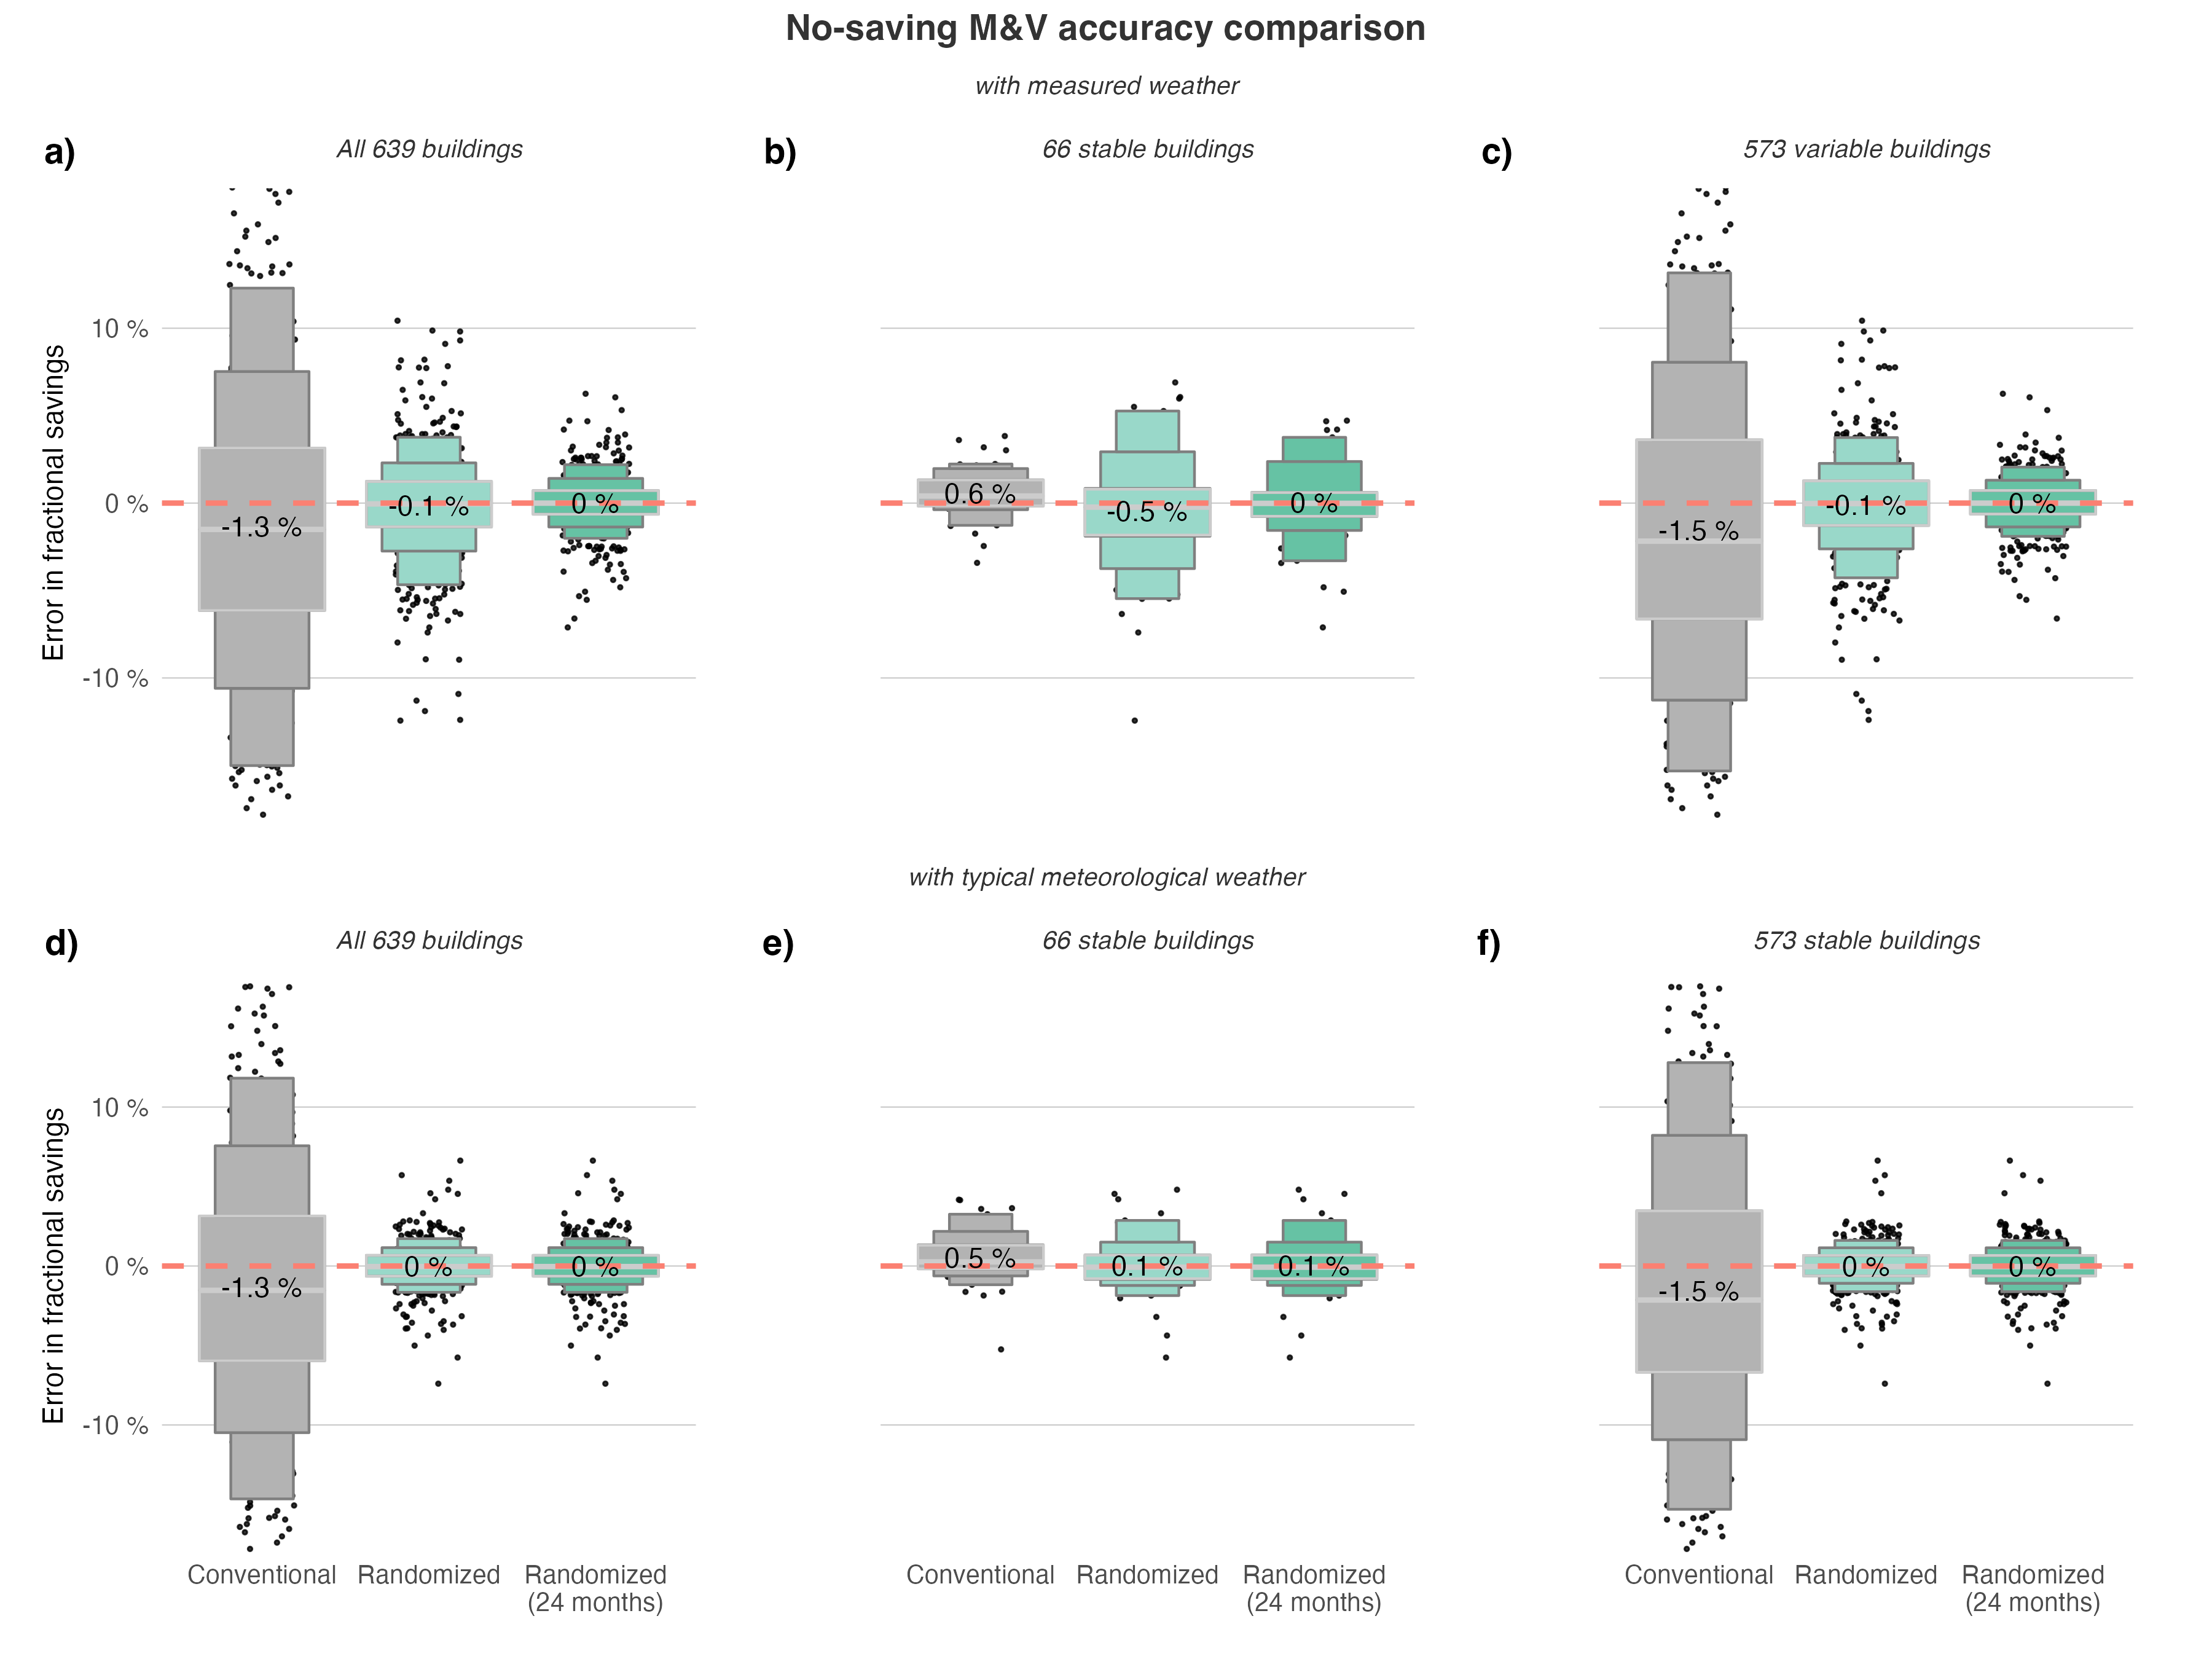 No-saving M&V accuracy comparison
with measured weather
a)
All 639 buildings
b)
66 stable buildings
c)
573 variable buildings
Error in fractional savings
10 %
0 %
-10 %
-1.3 %
-0.1 %
0 %
0.6 %
-0.5 %
0 %
-1.5 %
-0.1 %
0 %
with typical meteorological weather
d)
All 639 buildings
e)
66 stable buildings
f)
573 stable buildings
Error in fractional savings
10 %
0 %
-10 %
-1.3 %
0 %
0 %
0.5 %
0.1 %
0.1 %
-1.5 %
0 %
0 %
Conventional
Randomized
Randomized
(24 months)
Conventional
Randomized
Randomized
(24 months)
Conventional
Randomized
Randomized
(24 months)